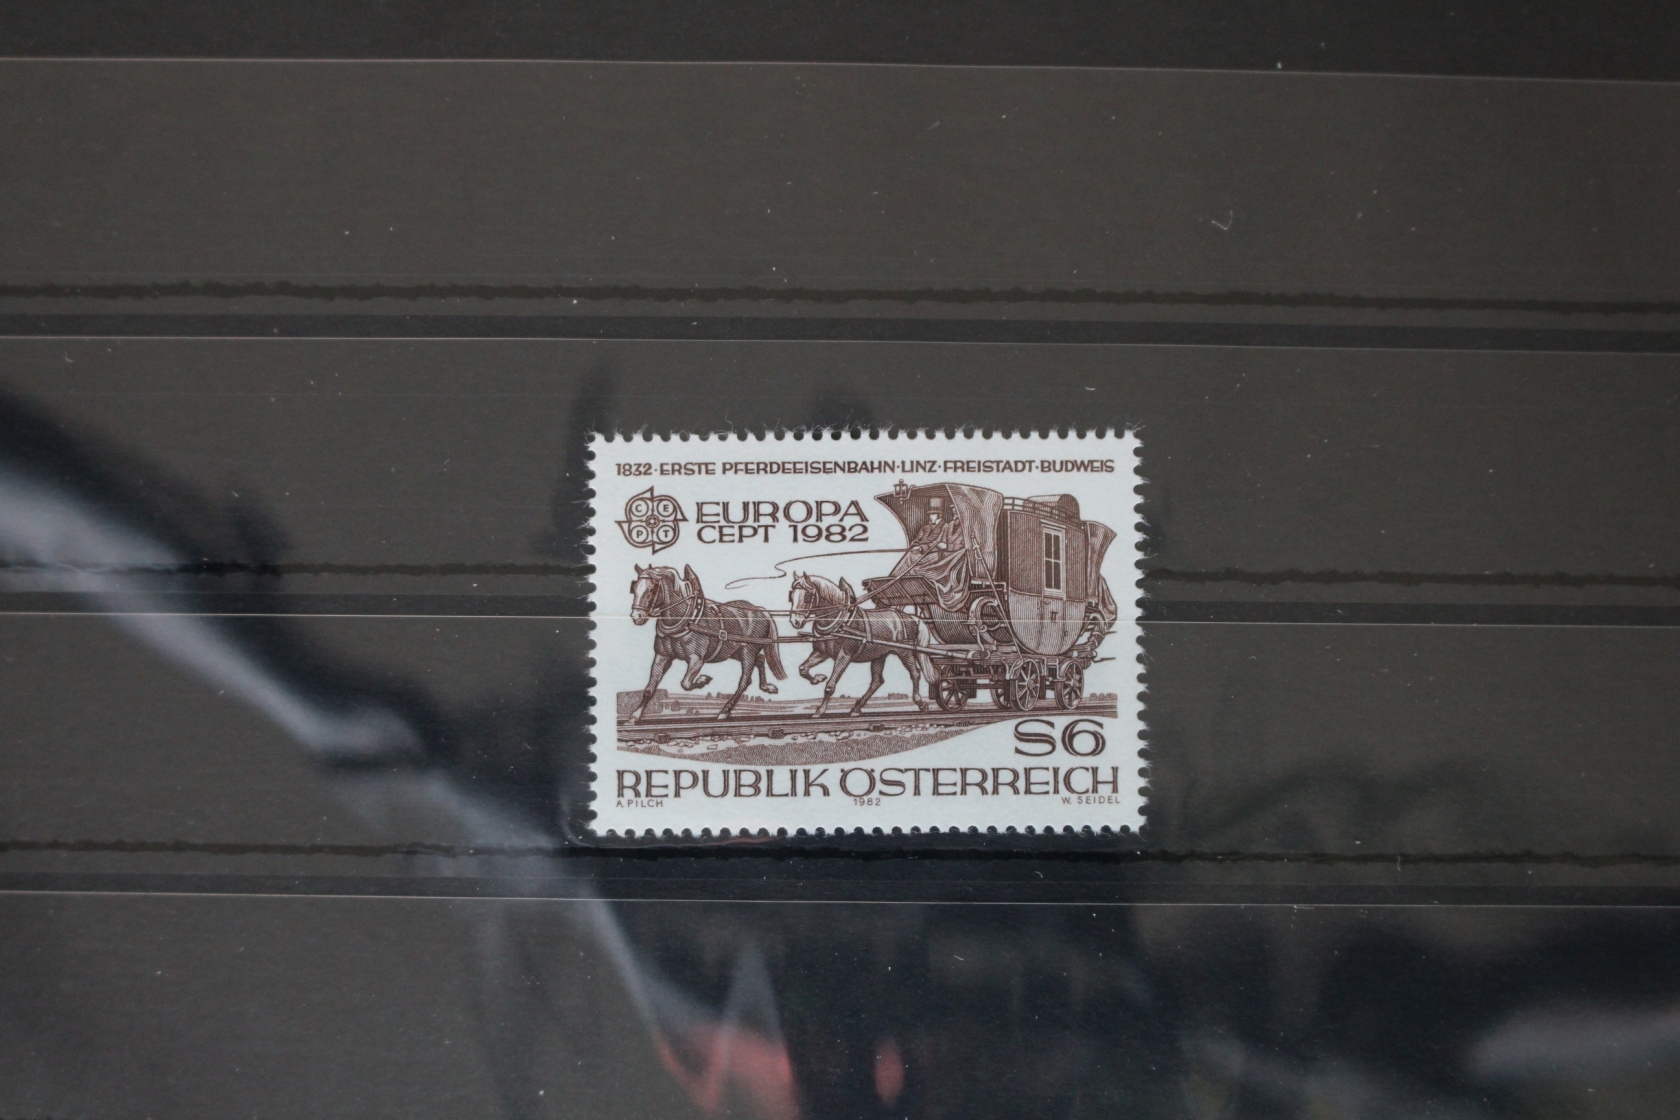 1832·ERSTE PFERDEEISENBAHN·LINZ·FREISTADT·BUDWEIS
C E P T
EUROPA
CEPT 1982
S6
REPUBLIK ÖSTERREICH
A. PILCH 1982 W. SEIDEL